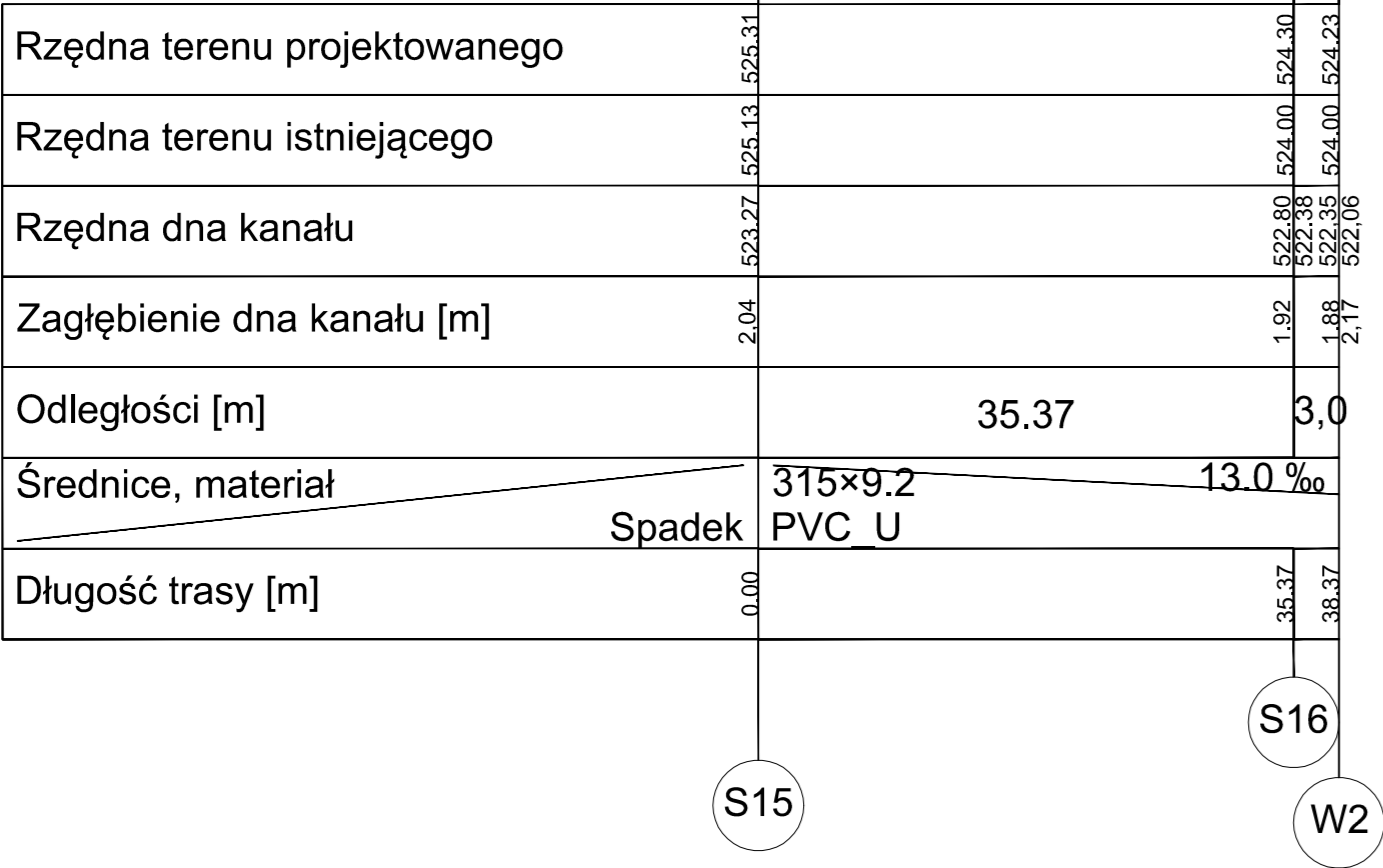 Rzędna terenu projektowanego 525.31 524.30 524.23
Rzędna terenu istniejącego 525.13 524.00 524.00
Rzędna dna kanału 523.27 522.80 522.38 522,35 522,06
Zagłębienie dna kanału [m] 2,04 1.92 1.88 2,17
Odległości [m] 35.37 3,0
Średnice, materiał 315×9.2 13.0 ‰
Spadek PVC_U
Długość trasy [m] 0.00 35.37 38.37
S16
S15
W2